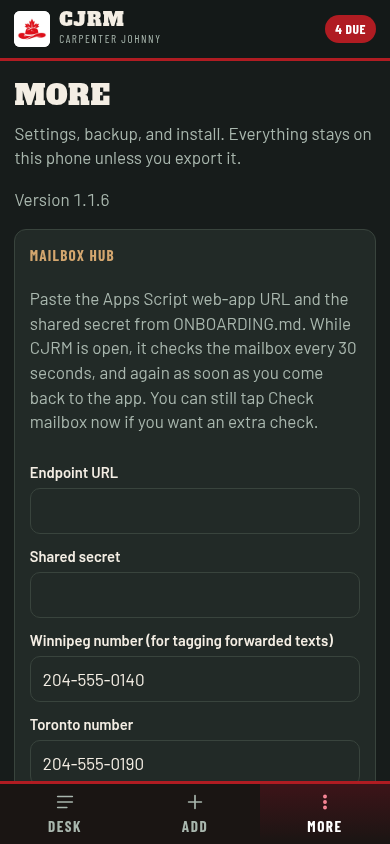 CJRM
CARPENTER JOHNNY
4 DUE
MORE
Settings, backup, and install. Everything stays on
this phone unless you export it.
Version 1.1.6
MAILBOX HUB
Paste the Apps Script web-app URL and the
shared secret from ONBOARDING.md. While
CJRM is open, it checks the mailbox every 30
seconds, and again as soon as you come
back to the app. You can still tap Check
mailbox now if you want an extra check.
Endpoint URL
Shared secret
Winnipeg number (for tagging forwarded texts)
204-555-0140
Toronto number
204-555-0190
DESK
ADD
MORE